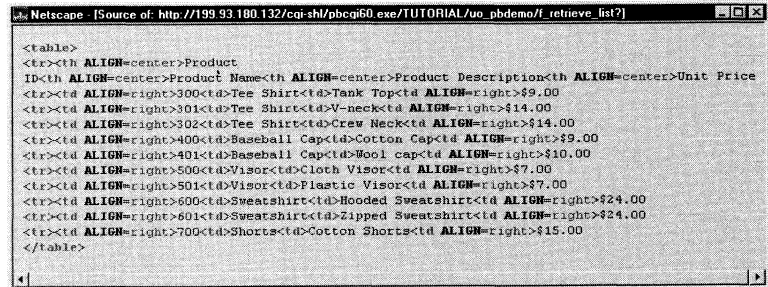 Netscape - [Source of: http://199.93.180.132/cgi-shl/pbcgi60.exe/TUTORIAL/uo_pbdemo/f_retrieve_list?]
<table>
<tr><th ALIGN=center>Product
ID<th ALIGN=center>Product Name<th ALIGN=center>Product Description<th ALIGN=center>Unit Price
<tr><td ALIGN=right>300<td>Tee Shirt<td>Tank Top<td ALIGN=right>$9.00
<tr><td ALIGN=right>301<td>Tee Shirt<td>V-neck<td ALIGN=right>$14.00
<tr><td ALIGN=right>302<td>Tee Shirt<td>Crew Neck<td ALIGN=right>$14.00
<tr><td ALIGN=right>400<td>Baseball Cap<td>Cotton Cap<td ALIGN=right>$9.00
<tr><td ALIGN=right>401<td>Baseball Cap<td>Wool cap<td ALIGN=right>$10.00
<tr><td ALIGN=right>500<td>Visor<td>Cloth Visor<td ALIGN=right>$7.00
<tr><td ALIGN=right>501<td>Visor<td>Plastic Visor<td ALIGN=right>$7.00
<tr><td ALIGN=right>600<td>Sweatshirt<td>Hooded Sweatshirt<td ALIGN=right>$24.00
<tr><td ALIGN=right>601<td>Sweatshirt<td>Zipped Sweatshirt<td ALIGN=right>$24.00
<tr><td ALIGN=right>700<td>Shorts<td>Cotton Shorts<td ALIGN=right>$15.00
</table>